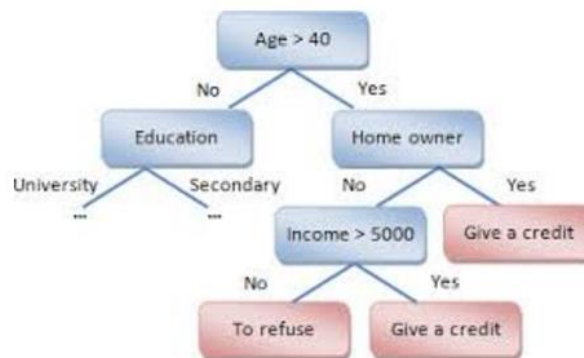 Age > 40
No
Yes
Education
Home owner
University
Secondary
No
Yes
...
...
Income > 5000
Give a credit
No
Yes
To refuse
Give a credit